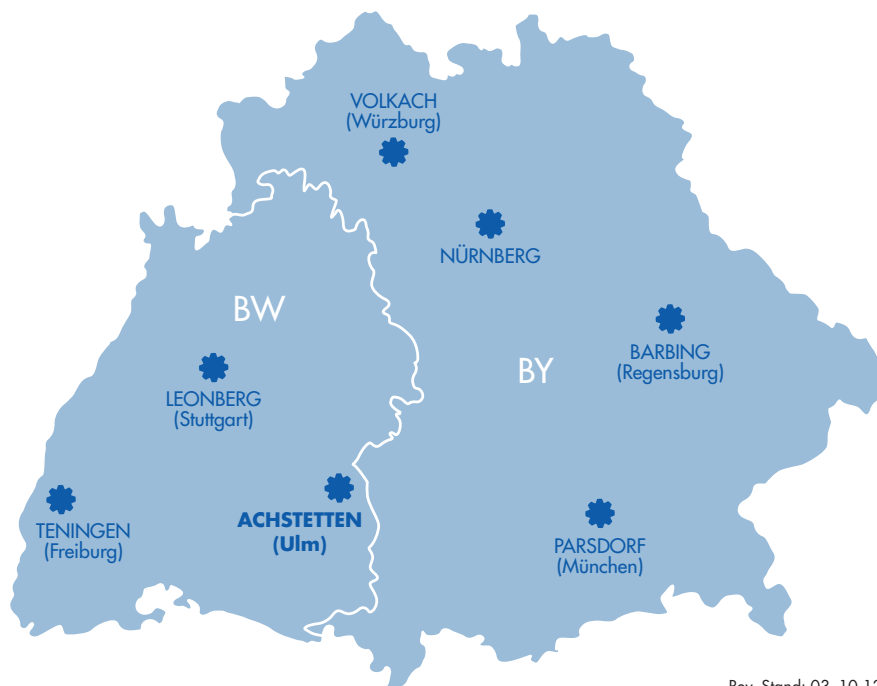 VOLKACH
(Würzburg)
NÜRNBERG
BW
BARBING
(Regensburg)
BY
LEONBERG
(Stuttgart)
ACHSTETTEN
(Ulm)
TENINGEN
(Freiburg)
PARSDORF
(München)